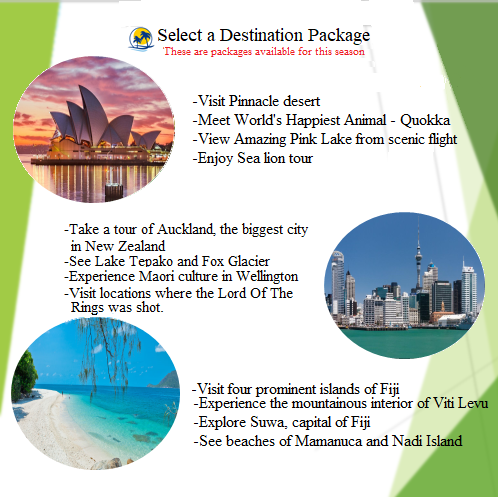 Select a Destination Package
'These are packages available for this season
-Visit Pinnacle desert
-Meet World's Happiest Animal - Quokka
-View Amazing Pink Lake from scenic flight
-Enjoy Sea lion tour
-Take a tour of Auckland, the biggest city
in New Zealand
-See Lake Tepako and Fox Glacier
-Experience Maori culture in Wellington
-Visit locations where the Lord Of The
Rings was shot.
-Visit four prominent islands of Fiji
-Experience the mountainous interior of Viti Levu
-Explore Suwa, capital of Fiji
-See beaches of Mamanuca and Nadi Island